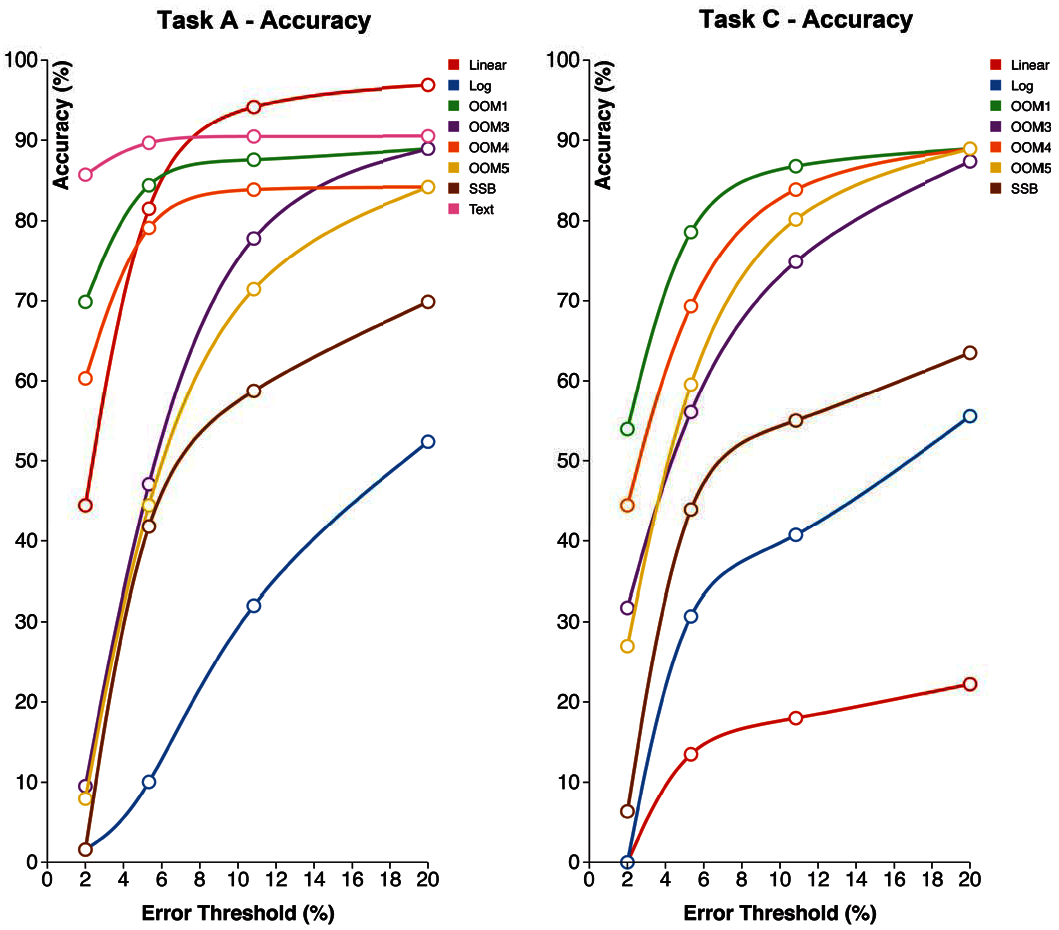 Task A - Accuracy
Accuracy (%)
100
90
80
70
60
50
40
30
20
10
0
0 2 4 6 8 10 12 14 16 18 20
Error Threshold (%)
Linear
Log
OOM1
OOM3
OOM4
OOM5
SSB
Text
Task C - Accuracy
Accuracy (%)
100
90
80
70
60
50
40
30
20
10
0
0 2 4 6 8 10 12 14 16 18 20
Error Threshold (%)
Linear
Log
OOM1
OOM3
OOM4
OOM5
SSB